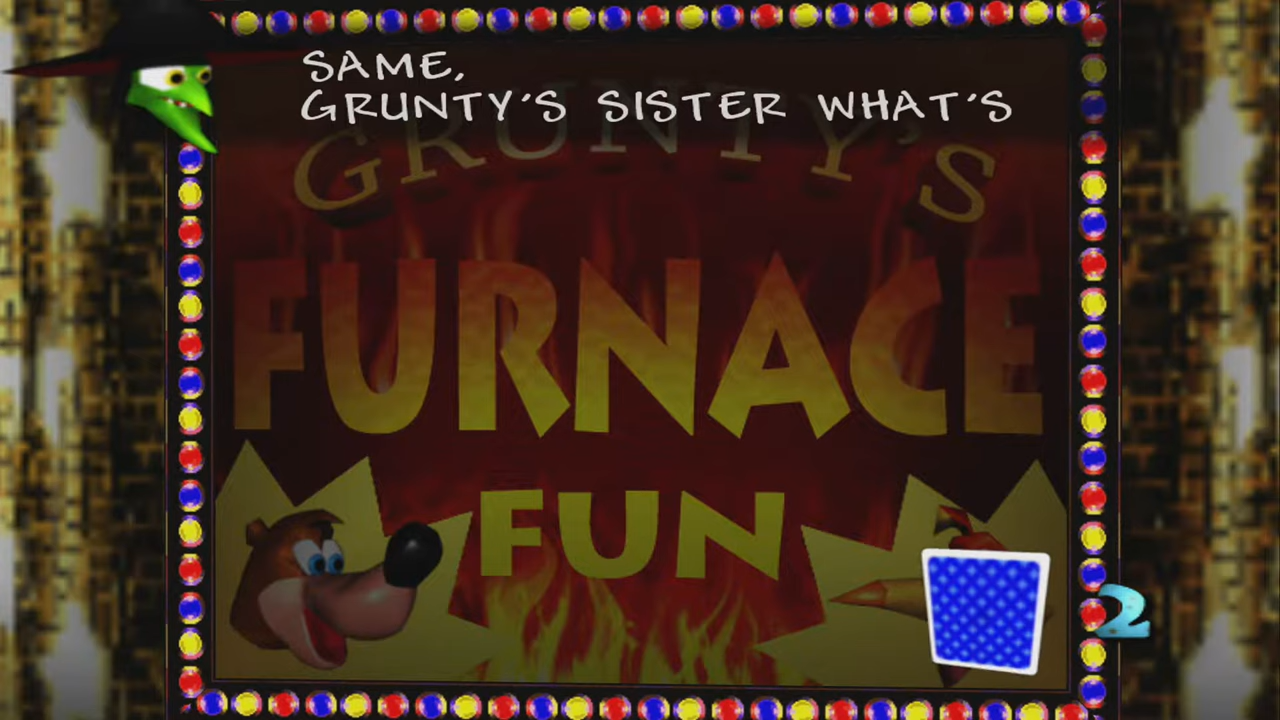 SAME,
GRUNTY'S SISTER WHAT'S
GRUNTY'S
FURNACE
FUN
2